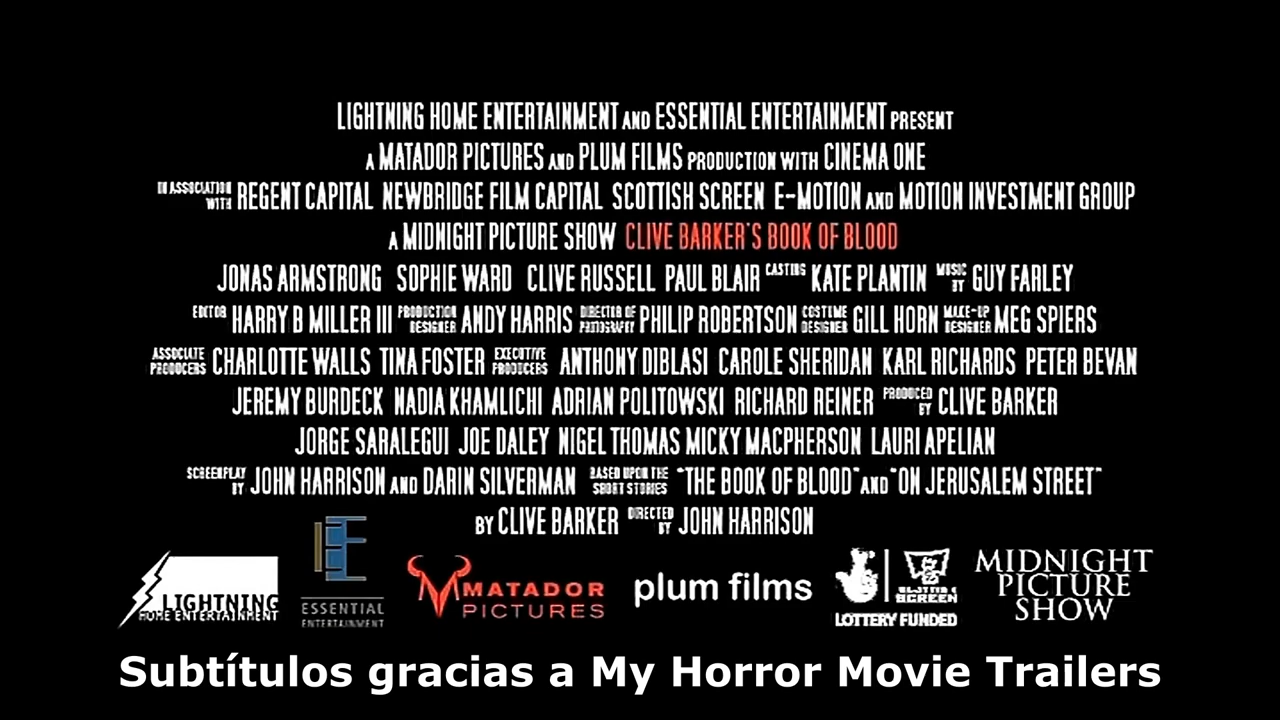 LIGHTNING HOME ENTERTAINMENT AND ESSENTIAL ENTERTAINMENT PRESENT
A MATADOR PICTURES AND PLUM FILMS PRODUCTION WITH CINEMA ONE
IN ASSOCIATION WITH REGENT CAPITAL NEWBRIDGE FILM CAPITAL SCOTTISH SCREEN E-MOTION AND MOTION INVESTMENT GROUP
A MIDNIGHT PICTURE SHOW CLIVE BARKER'S BOOK OF BLOOD
JONAS ARMSTRONG SOPHIE WARD CLIVE RUSSELL PAUL BLAIR CASTING KATE PLANTIN MUSIC BY GUY FARLEY
EDITOR HARRY B MILLER III PRODUCTION DESIGNER ANDY HARRIS DIRECTOR OF PHOTOGRAPHY PHILIP ROBERTSON COSTUME DESIGNER GILL HORN MAKE-UP DESIGNER MEG SPIERS
ASSOCIATE PRODUCERS CHARLOTTE WALLS TINA FOSTER EXECUTIVE PRODUCERS ANTHONY DIBLASI CAROLE SHERIDAN KARL RICHARDS PETER BEVAN
JEREMY BURDECK NADIA KHAMLICHI ADRIAN POLITOWSKI RICHARD REINER PRODUCED BY CLIVE BARKER
JORGE SARALEGUI JOE DALEY NIGEL THOMAS MICKY MACPHERSON LAURI APELIAN
SCREENPLAY BY JOHN HARRISON AND DARIN SILVERMAN BASED UPON THE SHORT STORIES "THE BOOK OF BLOOD" AND "ON JERUSALEM STREET"
BY CLIVE BARKER DIRECTED BY JOHN HARRISON
LIGHTNING
HOME ENTERTAINMENT
ESSENTIAL
ENTERTAINMENT
MATADOR
PICTURES
plum films
SCOTTISH
SCREEN
LOTTERY FUNDED
MIDNIGHT
PICTURE
SHOW
Subtítulos gracias a My Horror Movie Trailers